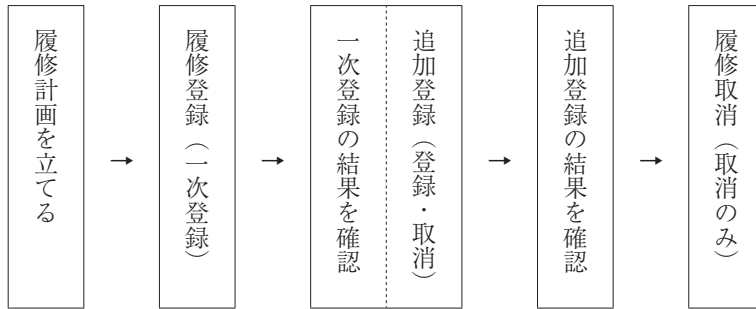 履修計画を立てる
→
履修登録（一次登録）
→
一次登録の結果を確認
追加登録（登録・取消）
→
追加登録の結果を確認
→
履修取消（取消のみ）